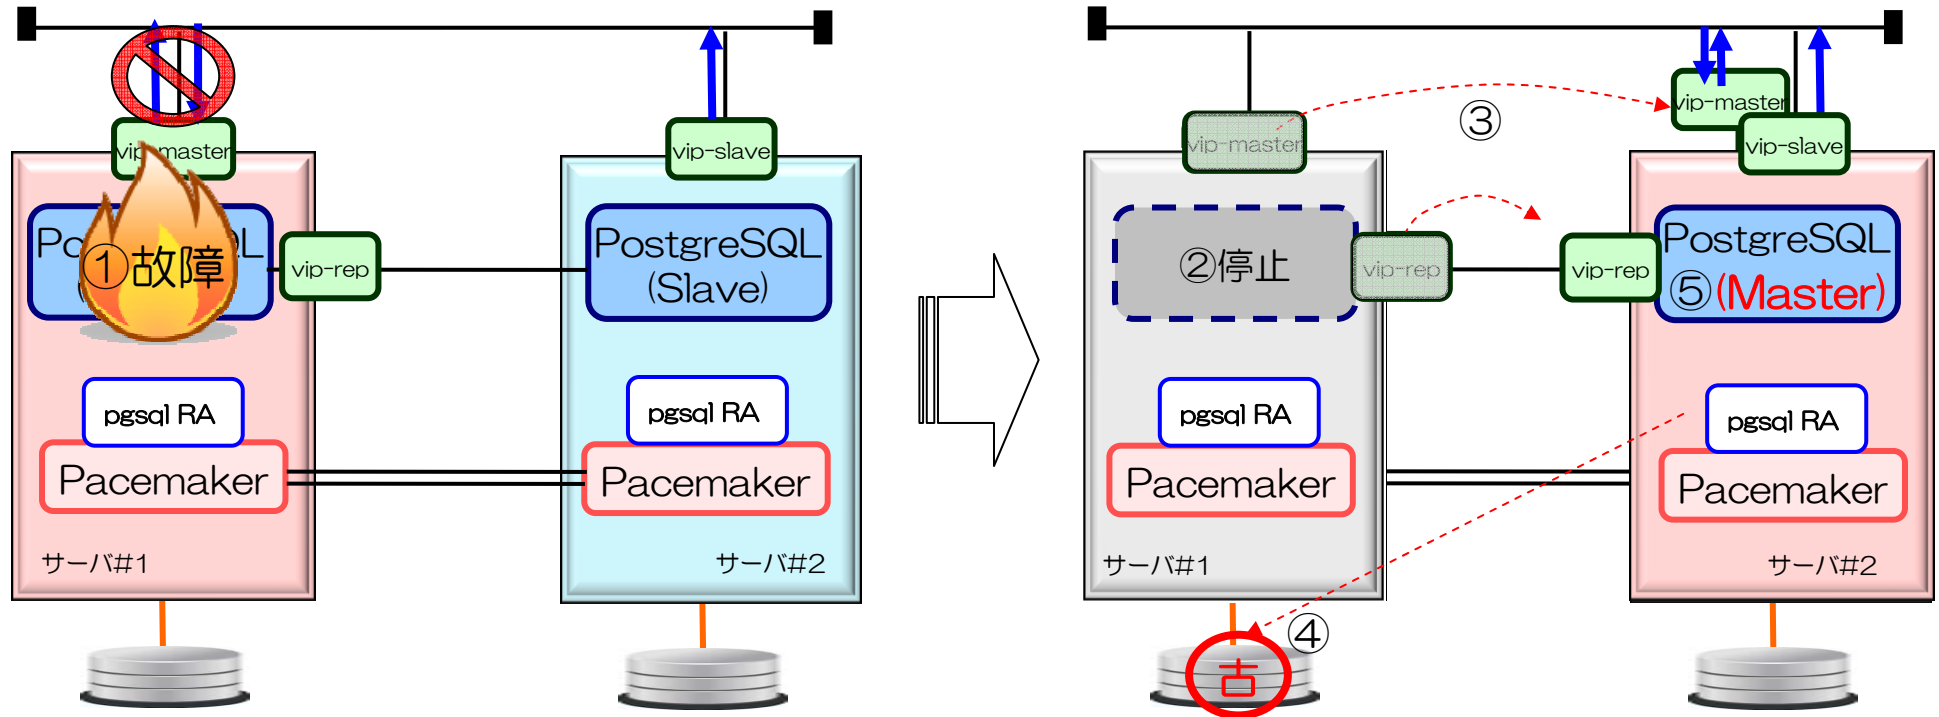 vip-master
vip-slave
PostgreSQL
①故障
vip-rep
PostgreSQL
(Slave)
pgsql RA
pgsql RA
Pacemaker
Pacemaker
サーバ#1
サーバ#2
③
vip-master
vip-master
vip-slave
②停止
vip-rep
vip-rep
PostgreSQL
⑤(Master)
pgsql RA
pgsql RA
Pacemaker
Pacemaker
サーバ#1
サーバ#2
④
古